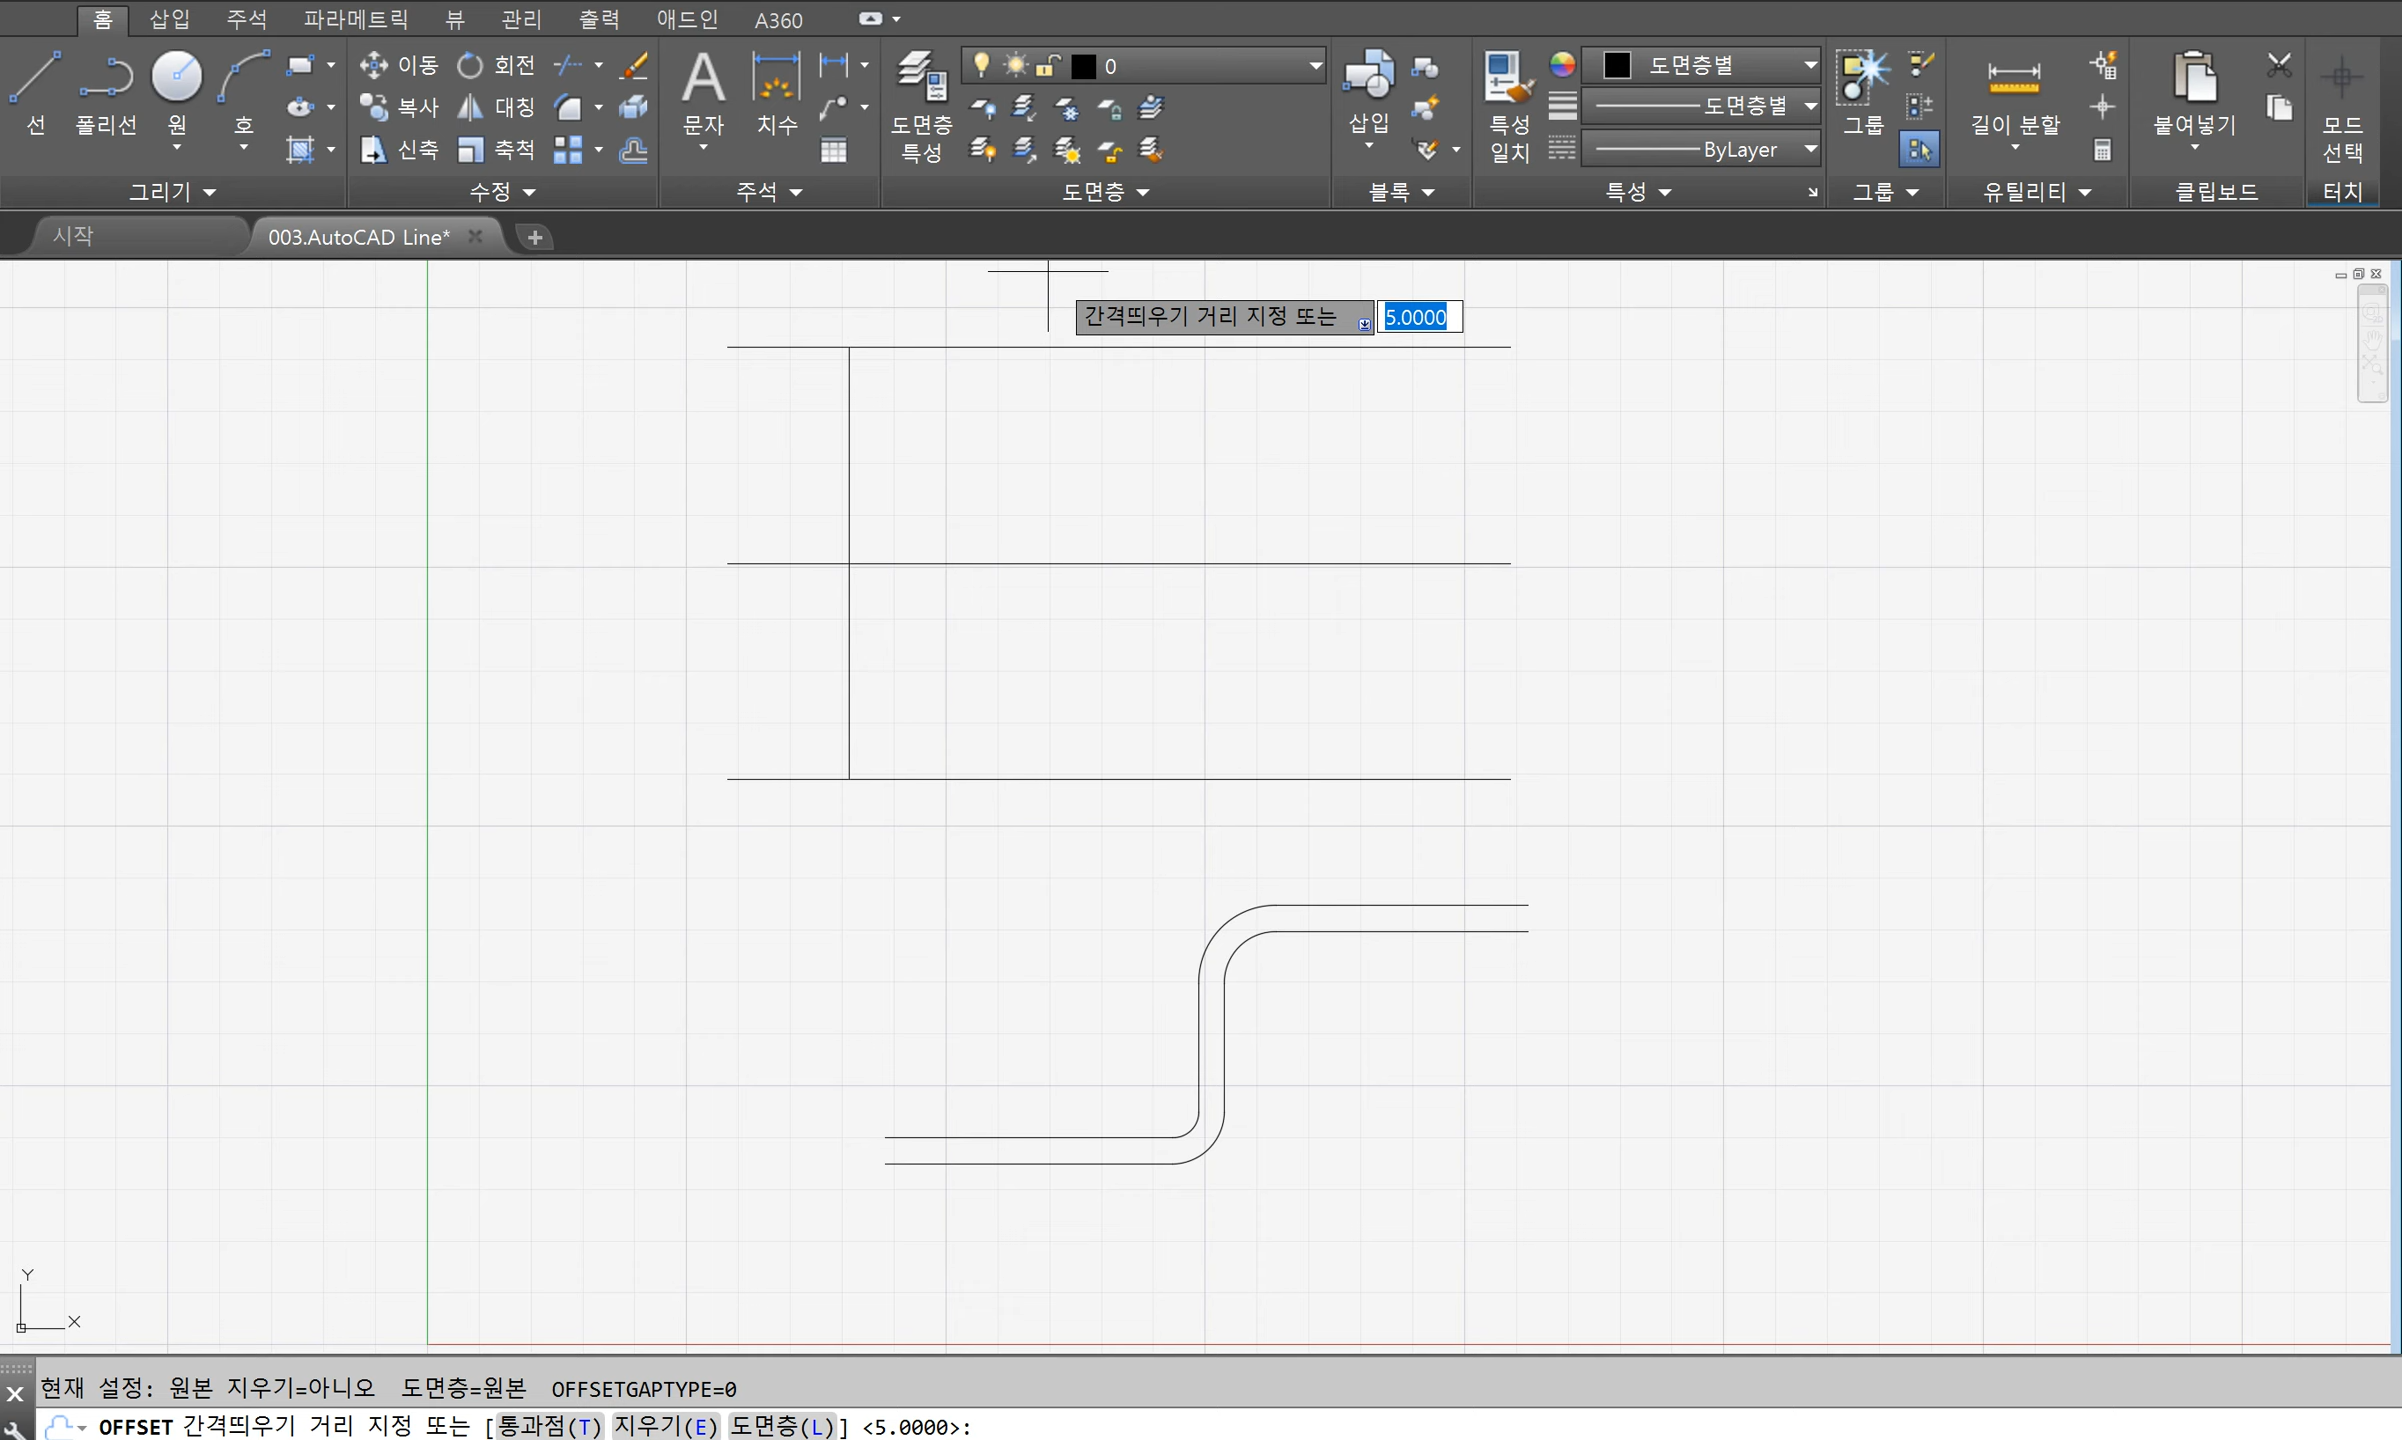 홈 삽입 주석 파라메트릭 뷰 관리 출력 애드인 A360
선 폴리선 원 호
이동 회전
복사 대칭
신축 축척
문자 치수
도면층 특성
0
삽입
특성 일치
도면층별
도면층별
ByLayer
그룹
길이 분할
붙여넣기
모드 선택
그리기 수정 주석 도면층 블록 특성 그룹 유틸리티 클립보드 터치
시작 003.AutoCAD Line*
간격띄우기 거리 지정 또는 5.0000
Y
X
현재 설정: 원본 지우기=아니오 도면층=원본 OFFSETGAPTYPE=0
OFFSET 간격띄우기 거리 지정 또는 [통과점(T) 지우기(E) 도면층(L)] <5.0000>: